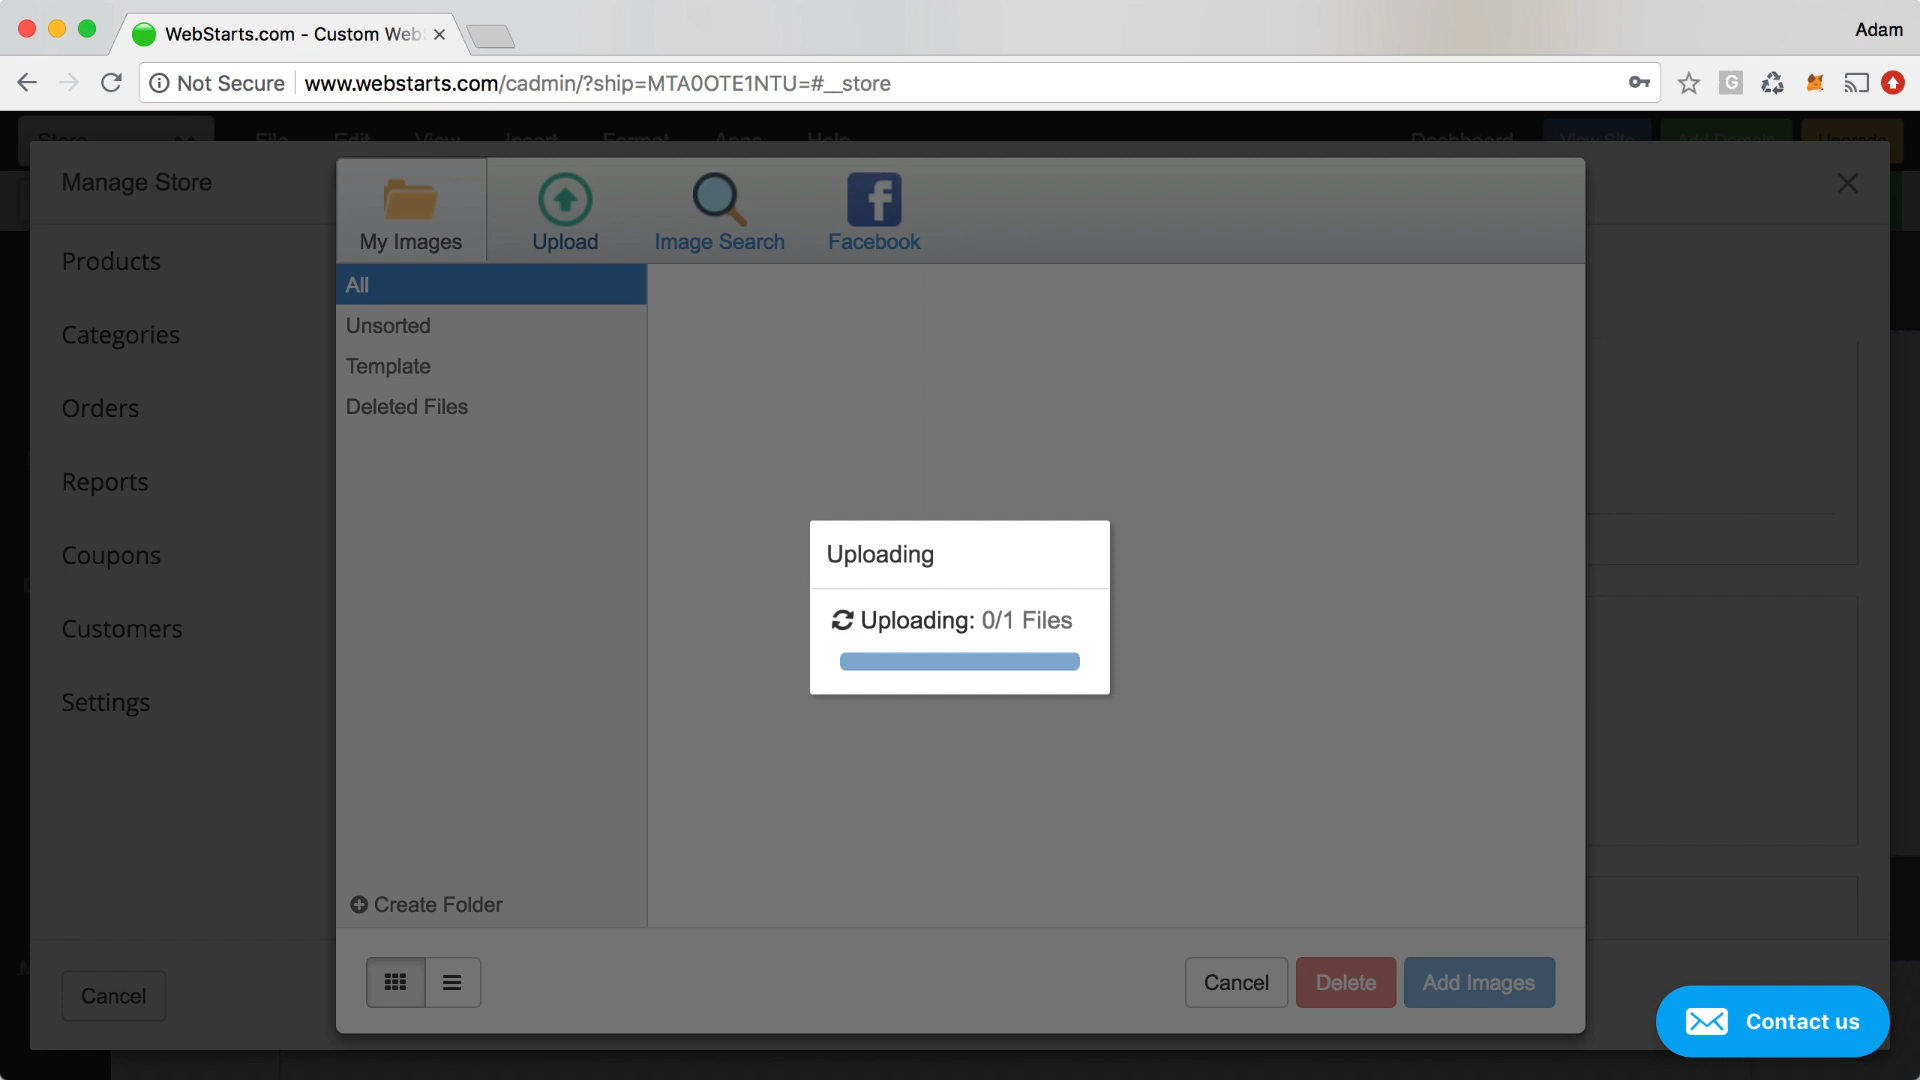 WebStarts.com - Custom Web
Adam
Not Secure
www.webstarts.com/cadmin/?ship=MTA0OTE1NTU=#__store
Store
File
Edit
View
Insert
Format
Apps
Help
Dashboard
View Site
Add Domain
Upgrade
Manage Store
Products
Categories
Orders
Reports
Coupons
Customers
Settings
Cancel
My Images
Upload
Image Search
Facebook
All
Unsorted
Template
Deleted Files
Uploading
Uploading: 0/1 Files
Create Folder
Cancel
Delete
Add Images
Contact us